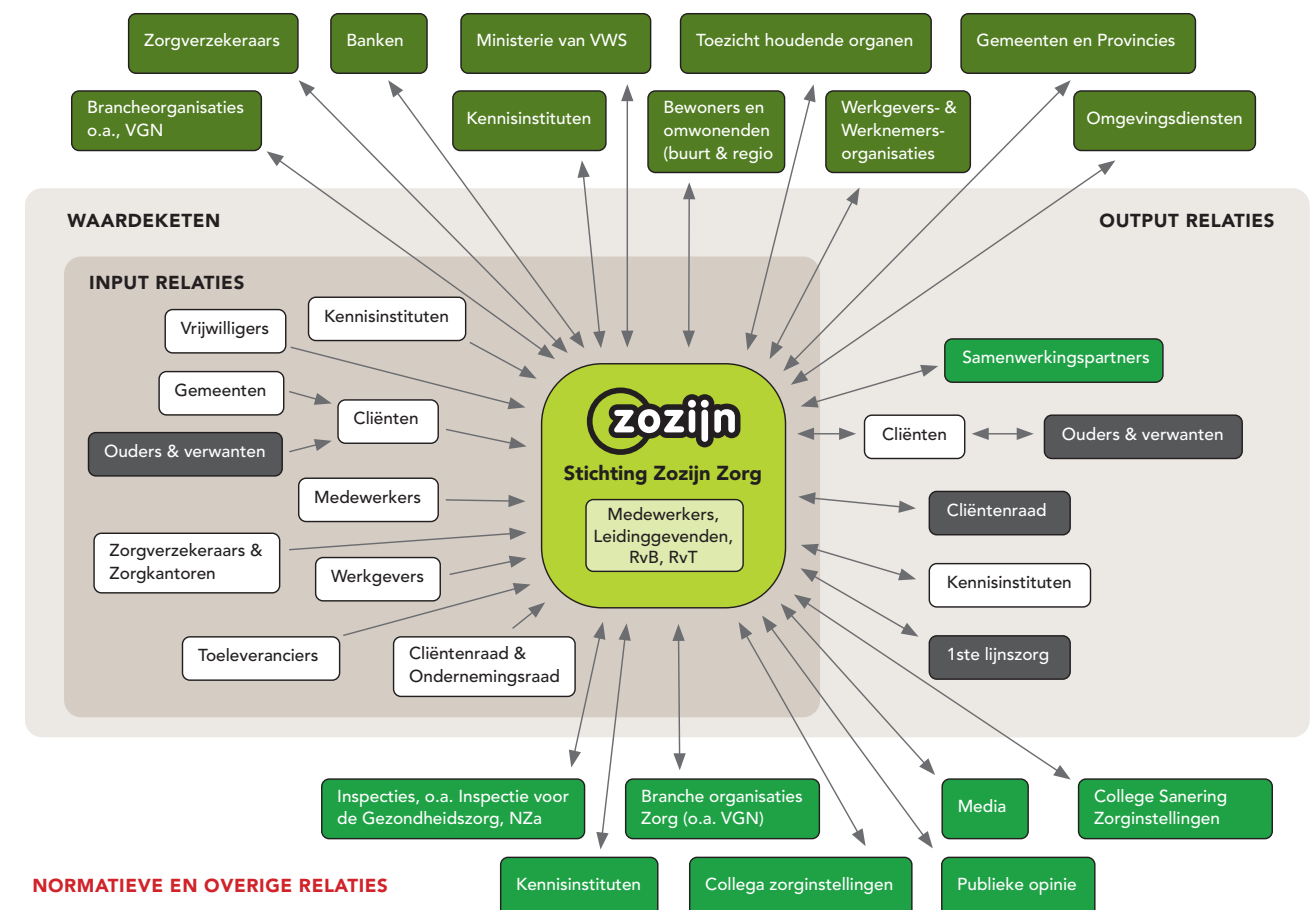 Zorgverzekeraars
Banken
Ministerie van VWS
Toezicht houdende organen
Gemeenten en Provincies
Brancheorganisaties
o.a., VGN
Kennisinstituten
Bewoners en
omwonenden
(buurt & regio
Werkgevers- &
Werknemers-
organisaties
Omgevingsdiensten
WAARDEKETEN
OUTPUT RELATIES
INPUT RELATIES
Vrijwilligers
Kennisinstituten
Gemeenten
Cliënten
Ouders & verwanten
Medewerkers
Zorgverzekeraars &
Zorgkantoren
Werkgevers
Toeleveranciers
Cliëntenraad &
Ondernemingsraad
zozijn
Stichting Zozijn Zorg
Medewerkers,
Leidinggevenden,
RvB, RvT
Samenwerkingspartners
Cliënten
Ouders & verwanten
Cliëntenraad
Kennisinstituten
1ste lijnszorg
Inspecties, o.a. Inspectie voor
de Gezondheidszorg, NZa
Branche organisaties
Zorg (o.a. VGN)
Media
College Sanering
Zorginstellingen
NORMATIEVE EN OVERIGE RELATIES
Kennisinstituten
Collega zorginstellingen
Publieke opinie